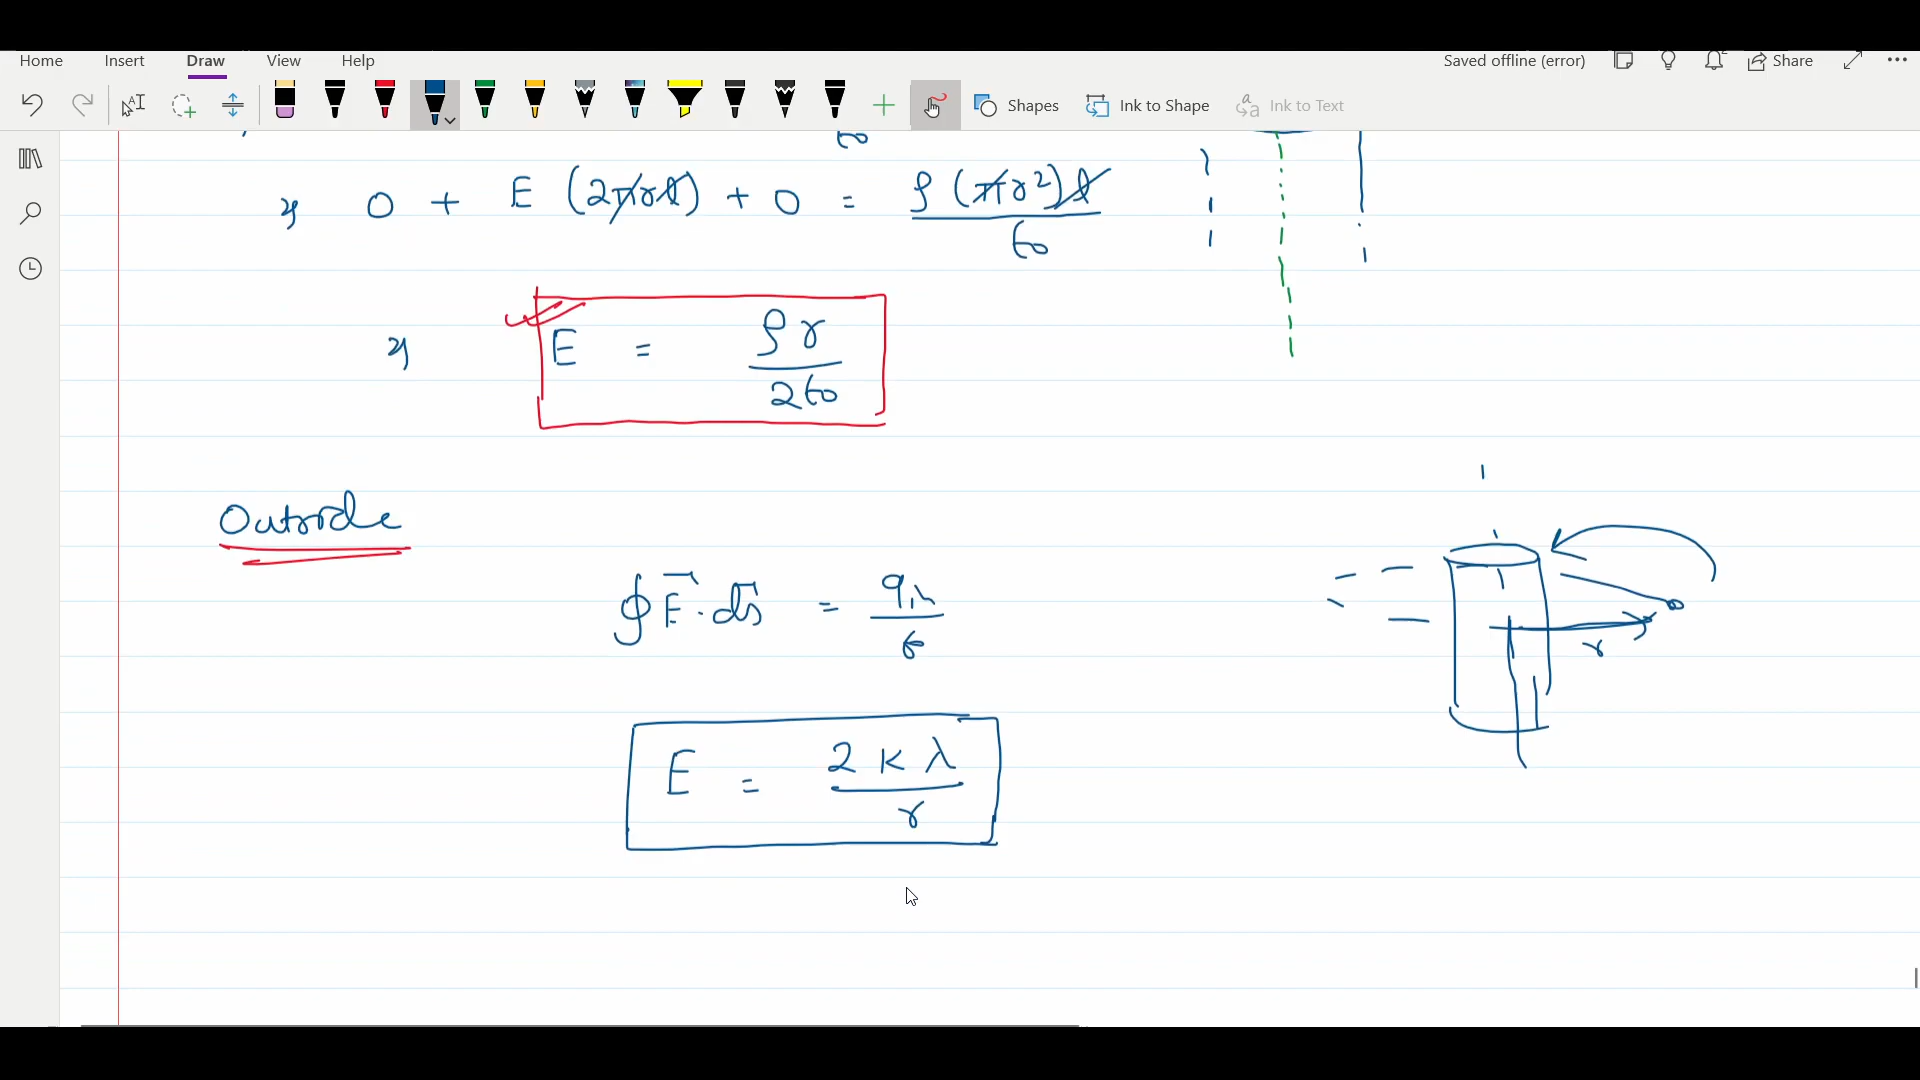 Home Insert Draw View Help Saved offline (error) Share
Shapes Ink to Shape Ink to Text
ϵ₀
⇒ 0 + E (2πrl) + 0 = ρ(πr²)l / ϵ₀
⇒ E = ρr / 2ϵ₀
Outside
∮ E⃗ · ds⃗ = q_in / ϵ₀
r
E = 2kλ / r